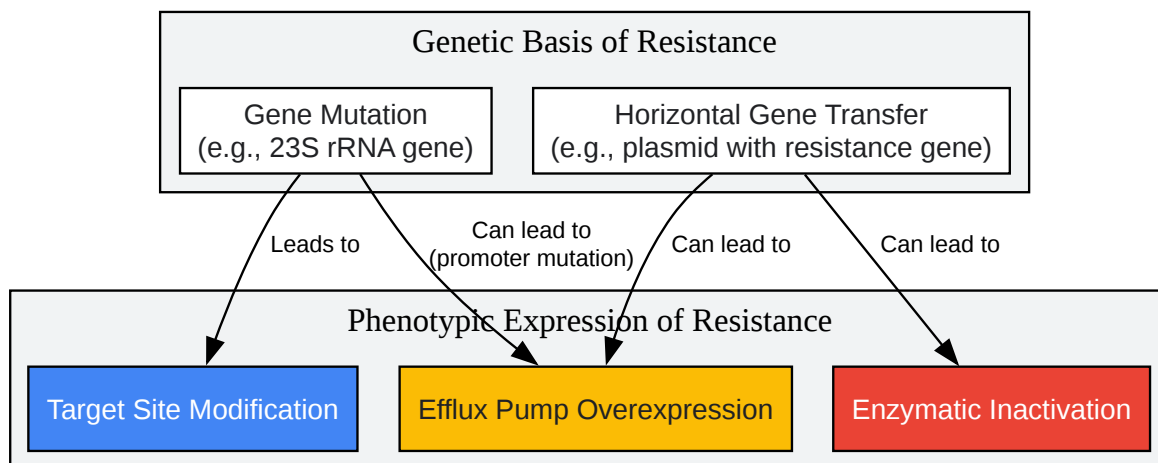 Genetic Basis of Resistance
Gene Mutation
(e.g., 23S rRNA gene)
Horizontal Gene Transfer
(e.g., plasmid with resistance gene)
Leads to
Can lead to
(promoter mutation)
Can lead to
Can lead to
Phenotypic Expression of Resistance
Target Site Modification
Efflux Pump Overexpression
Enzymatic Inactivation